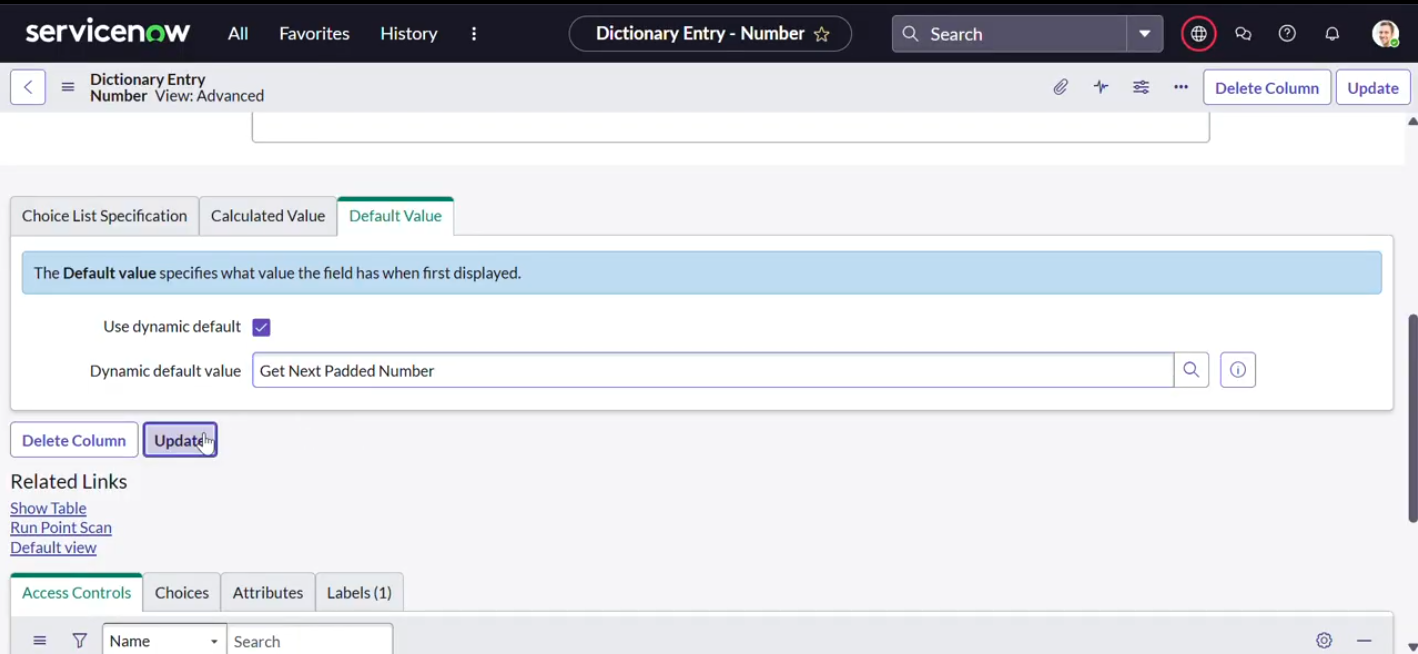 servicenow All Favorites History Dictionary Entry - Number Search
Dictionary Entry
Number View: Advanced
Delete Column Update
Choice List Specification Calculated Value Default Value
The Default value specifies what value the field has when first displayed.
Use dynamic default
Dynamic default value Get Next Padded Number
Delete Column Update
Related Links
Show Table
Run Point Scan
Default view
Access Controls Choices Attributes Labels (1)
Name Search